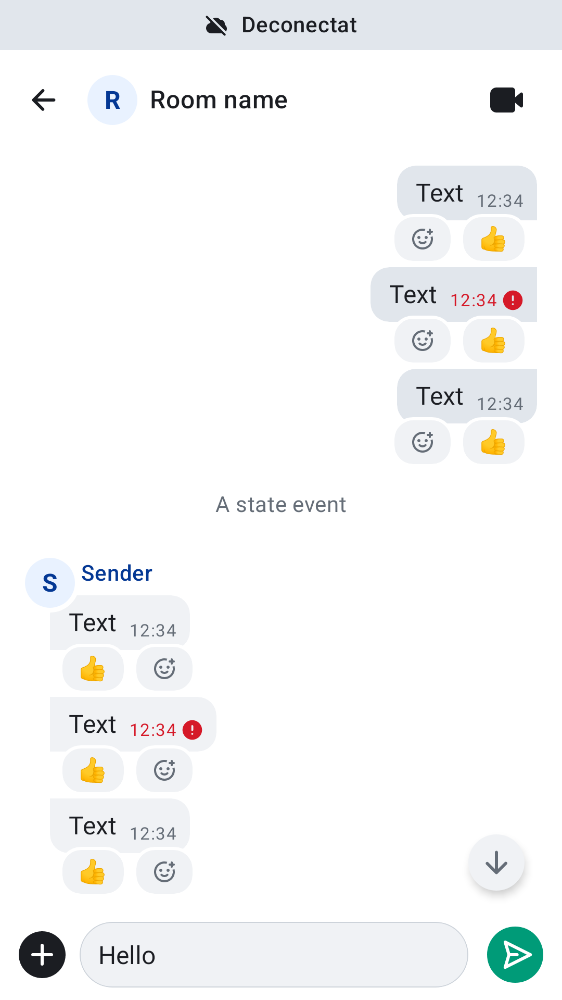 Deconectat
R Room name
Text 12:34
👍
Text 12:34
👍
Text 12:34
👍
A state event
S Sender
Text 12:34
👍
Text 12:34
👍
Text 12:34
👍
Hello